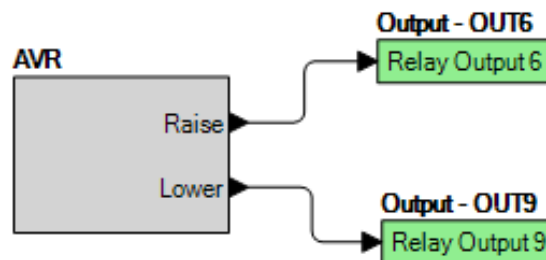 Output - OUT6
Relay Output 6
AVR
Raise
Lower
Output - OUT9
Relay Output 9